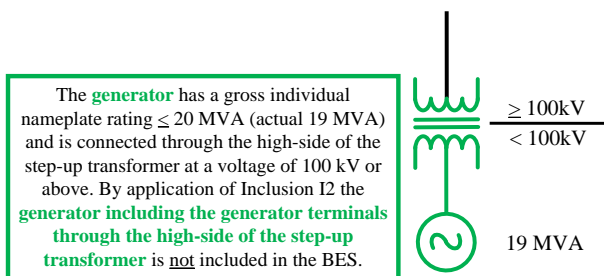 The generator has a gross individual
nameplate rating ≤ 20 MVA (actual 19 MVA)
and is connected through the high-side of the
step-up transformer at a voltage of 100 kV or
above. By application of Inclusion I2 the
generator including the generator terminals
through the high-side of the step-up
transformer is not included in the BES.
≥ 100kV
< 100kV
19 MVA